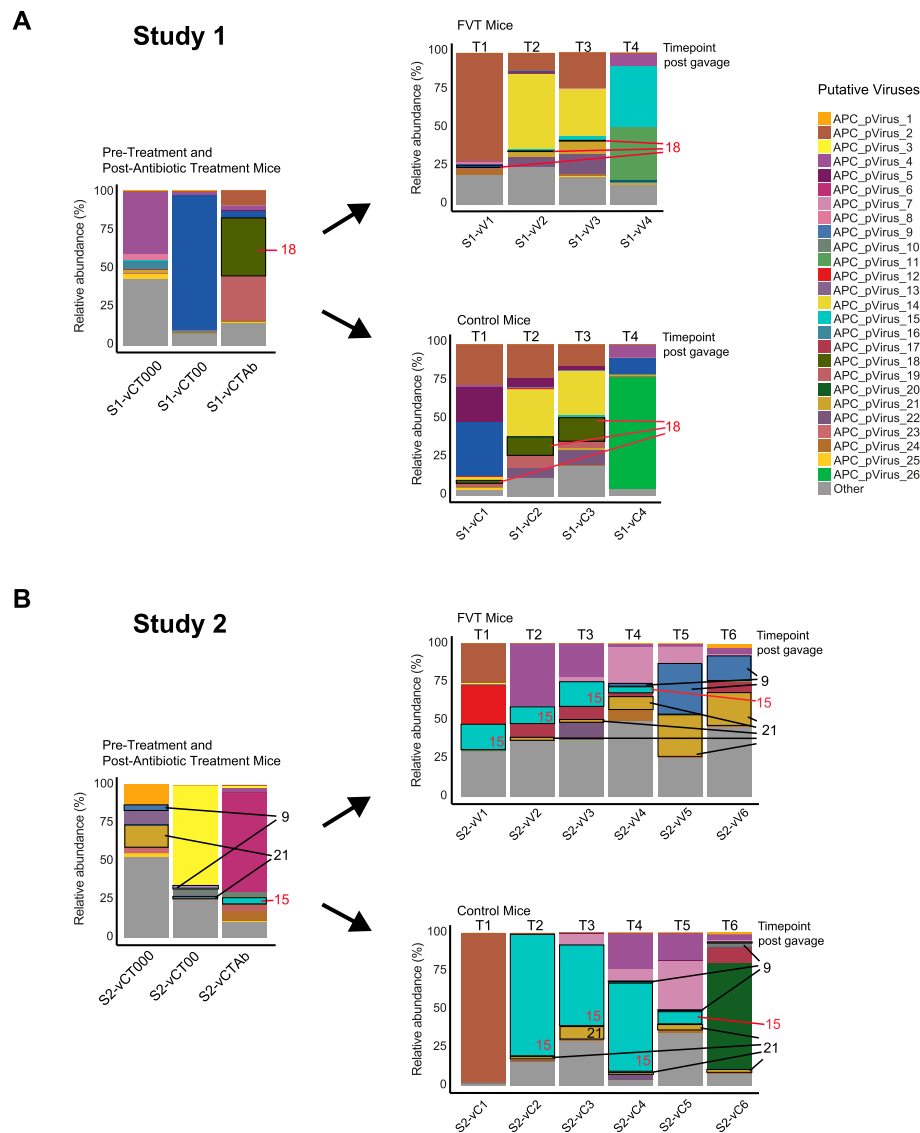 A
Study 1
Pre-Treatment and
Post-Antibiotic Treatment Mice
Relative abundance (%)
100
75
50
25
0
18
S1-vCT000
S1-vCT00
S1-vCTAb
FVT Mice
T1
T2
T3
T4
Timepoint
post gavage
Relative abundance (%)
100
75
50
25
0
18
S1-vV1
S1-vV2
S1-vV3
S1-vV4
Control Mice
T1
T2
T3
T4
Timepoint
post gavage
Relative abundance (%)
100
75
50
25
0
18
S1-vC1
S1-vC2
S1-vC3
S1-vC4
Putative Viruses
APC_pVirus_1
APC_pVirus_2
APC_pVirus_3
APC_pVirus_4
APC_pVirus_5
APC_pVirus_6
APC_pVirus_7
APC_pVirus_8
APC_pVirus_9
APC_pVirus_10
APC_pVirus_11
APC_pVirus_12
APC_pVirus_13
APC_pVirus_14
APC_pVirus_15
APC_pVirus_16
APC_pVirus_17
APC_pVirus_18
APC_pVirus_19
APC_pVirus_20
APC_pVirus_21
APC_pVirus_22
APC_pVirus_23
APC_pVirus_24
APC_pVirus_25
APC_pVirus_26
Other
B
Study 2
Pre-Treatment and
Post-Antibiotic Treatment Mice
Relative abundance (%)
100
75
50
25
0
9
21
15
S2-vCT000
S2-vCT00
S2-vCTAb
FVT Mice
T1
T2
T3
T4
T5
T6
Timepoint
post gavage
Relative abundance (%)
100
75
50
25
0
15
15
15
9
15
21
S2-vV1
S2-vV2
S2-vV3
S2-vV4
S2-vV5
S2-vV6
Control Mice
T1
T2
T3
T4
T5
T6
Timepoint
post gavage
Relative abundance (%)
100
75
50
25
0
15
15
21
15
9
15
21
S2-vC1
S2-vC2
S2-vC3
S2-vC4
S2-vC5
S2-vC6